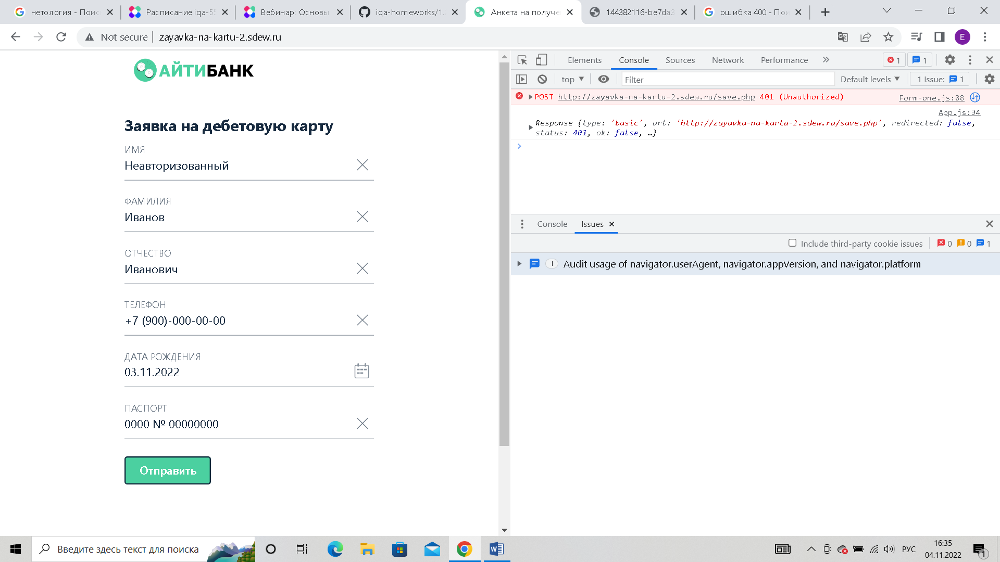 нетология - Поис
Расписание iqa-55
Вебинар: Основы
iqa-homeworks/1.
Анкета на получе
144382116-be7da3
ошибка 400 - Пои
Not secure
zayavka-na-kartu-2.sdew.ru
E
АЙТИБАНК
Заявка на дебетовую карту
ИМЯ
Неавторизованный
ФАМИЛИЯ
Иванов
ОТЧЕСТВО
Иванович
ТЕЛЕФОН
+7 (900)-000-00-00
ДАТА РОЖДЕНИЯ
03.11.2022
ПАСПОРТ
0000 № 00000000
Отправить
Elements Console Sources Network Performance 1 1
top Filter Default levels 1 Issue: 1
POST http://zayavka-na-kartu-2.sdew.ru/save.php 401 (Unauthorized) Form-one.js:88
App.js:34
Response {type: 'basic', url: 'http://zayavka-na-kartu-2.sdew.ru/save.php', redirected: false,
status: 401, ok: false, …}
Console Issues
Include third-party cookie issues 0 0 1
1 Audit usage of navigator.userAgent, navigator.appVersion, and navigator.platform
Введите здесь текст для поиска
РУС
16:35
04.11.2022
1